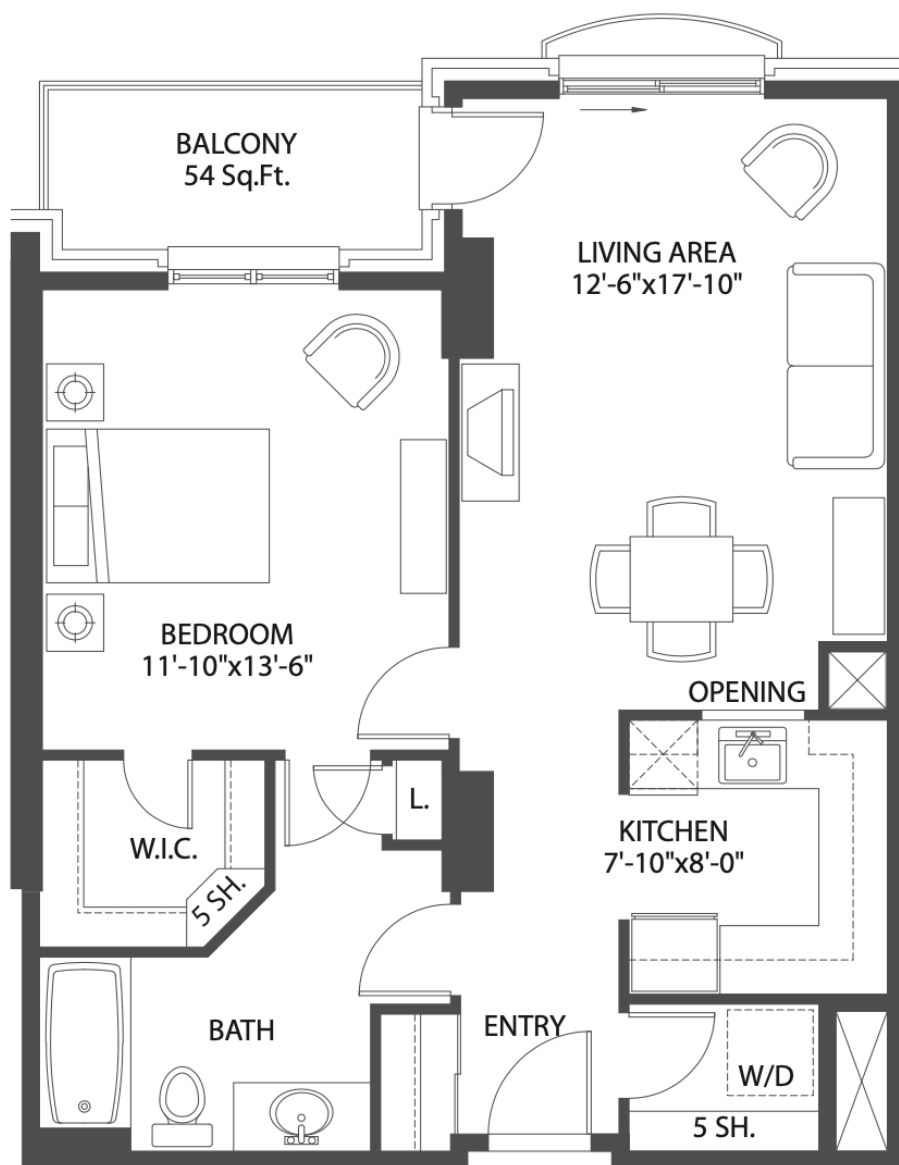 BALCONY
54 Sq.Ft.
LIVING AREA
12'-6"x17'-10"
BEDROOM
11'-10"x13'-6"
OPENING
L.
KITCHEN
7'-10"x8'-0"
W.I.C.
5 SH.
BATH
ENTRY
W/D
5 SH.